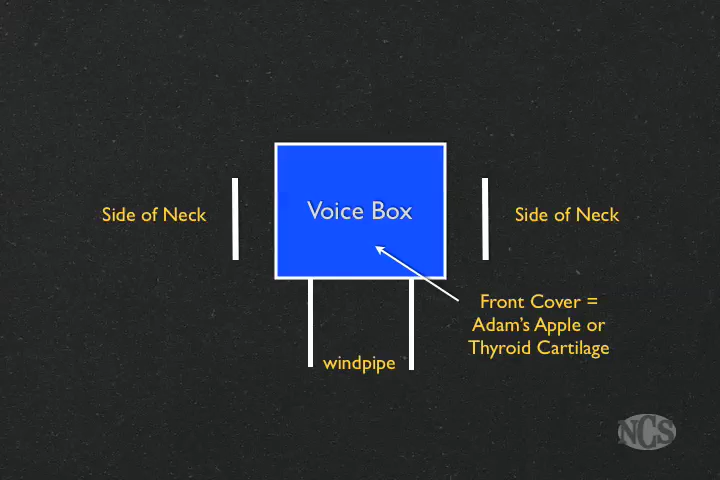 Voice Box
Side of Neck
Side of Neck
Front Cover =
Adam's Apple or
Thyroid Cartilage
windpipe
NCS